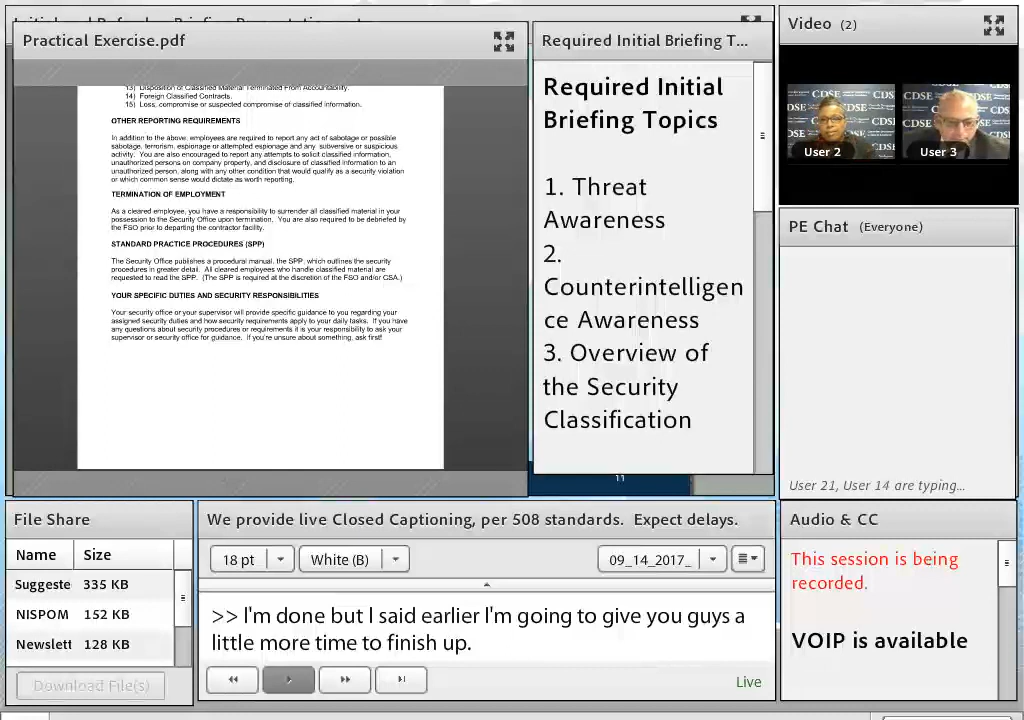 Practical Exercise.pdf
13) Disposition of Classified Material Terminated From Accountability.
14) Foreign Classified Contracts.
15) Loss, compromise or suspected compromise of classified information.
OTHER REPORTING REQUIREMENTS
In addition to the above, employees are required to report any act of sabotage or possible
sabotage, terrorism, espionage or attempted espionage and any subversive or suspicious
activity. You are also encouraged to report any attempts to solicit classified information,
unauthorized persons on company property, and disclosure of classified information to an
unauthorized person, along with any other condition that would qualify as a security violation
or which common sense would dictate as worth reporting.
TERMINATION OF EMPLOYMENT
As a cleared employee, you have a responsibility to surrender all classified material in your
possession to the Security Office upon termination. You are also required to be debriefed by
the FSO prior to departing the contractor facility.
STANDARD PRACTICE PROCEDURES (SPP)
The Security Office publishes a procedural manual, the SPP, which outlines the security
procedures in greater detail. All cleared employees who handle classified material are
requested to read the SPP. (The SPP is required at the discretion of the FSO and/or CSA.)
YOUR SPECIFIC DUTIES AND SECURITY RESPONSIBILITIES
Your security office or your supervisor will provide specific guidance to you regarding your
assigned security duties and how security requirements apply to your daily tasks. If you have
any questions about security procedures or requirements it is your responsibility to ask your
supervisor or security office for guidance. If you're unsure about something, ask first!
Required Initial Briefing T...
Required Initial
Briefing Topics
1. Threat
Awareness
2.
Counterintelligen
ce Awareness
3. Overview of
the Security
Classification
11
Video (2)
CDSE
CDSE
User 2
User 3
PE Chat (Everyone)
User 21, User 14 are typing...
File Share
Name Size
Suggeste 335 KB
NISPOM 152 KB
Newslett 128 KB
Download File(s)
We provide live Closed Captioning, per 508 standards. Expect delays.
18 pt
White (B)
09_14_2017_
>> I'm done but I said earlier I'm going to give you guys a
little more time to finish up.
Live
Audio & CC
This session is being
recorded.
VOIP is available